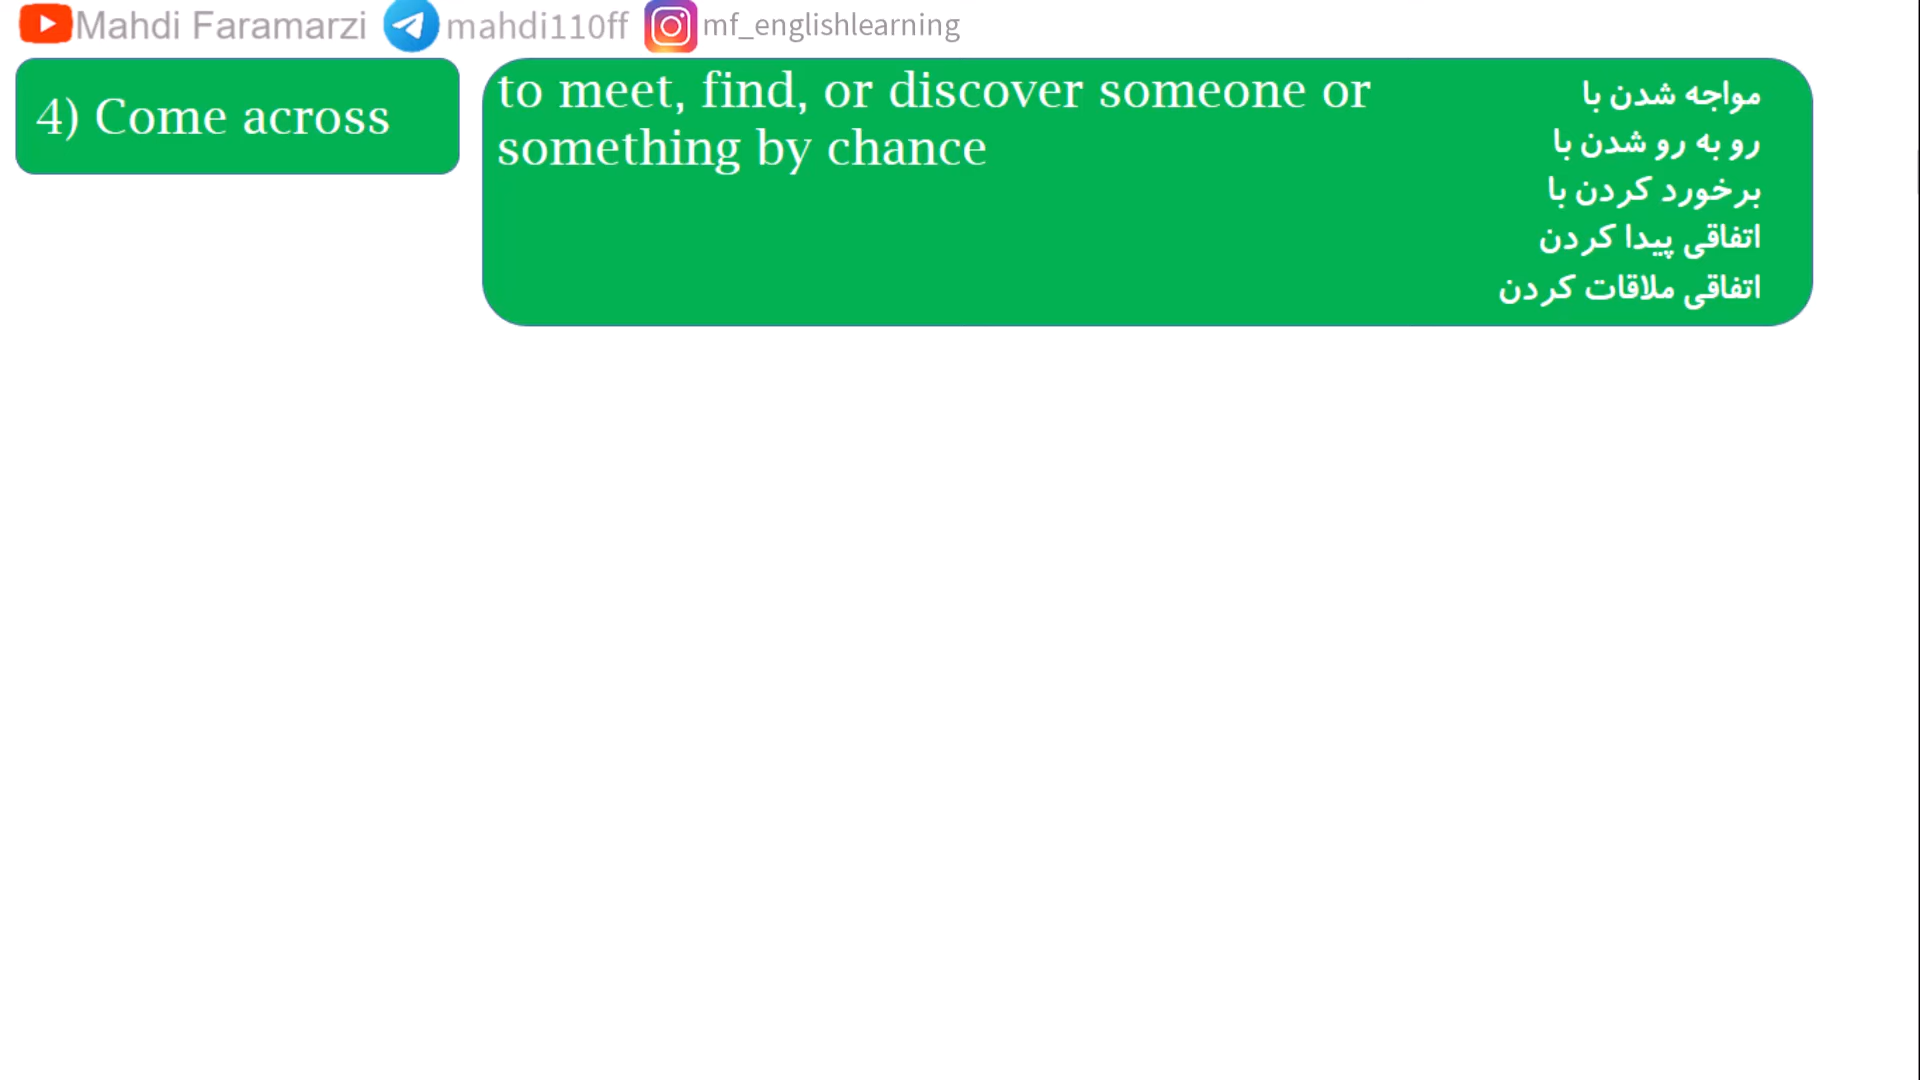 Mahdi Faramarzi mahdi110ff mf_englishlearning
4) Come across
to meet, find, or discover someone or
something by chance
مواجه شدن با
رو به رو شدن با
برخورد کردن با
اتفاقی پیدا کردن
اتفاقی ملاقات کردن